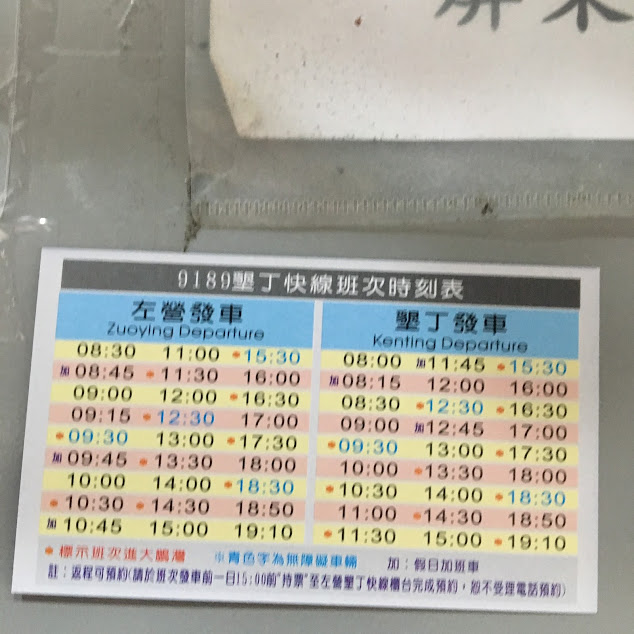 屏東
9189墾丁快線班次時刻表
左營發車 墾丁發車
Zuoying Departure Kenting Departure
08:30 11:00 *15:30 08:00 加11:45 *15:30
加08:45 *11:30 16:00 加08:15 12:00 16:00
09:00 12:00 *16:30 08:30 *12:30 *16:30
09:15 *12:30 17:00 09:00 加12:45 17:00
*09:30 13:00 *17:30 *09:30 13:00 *17:30
加09:45 *13:30 18:00 10:00 *13:30 18:00
10:00 14:00 *18:30 *10:30 14:00 *18:30
*10:30 *14:30 18:50 11:00 *14:30 18:50
加10:45 15:00 19:10 *11:30 15:00 *19:10
*標示班次進大鵬灣 ※青色字為無障礙車輛 加:假日加班車
註:返程可預約(請於班次發車前一日15:00前"持票"至左營墾丁快線櫃台完成預約,恕不受理電話預約)